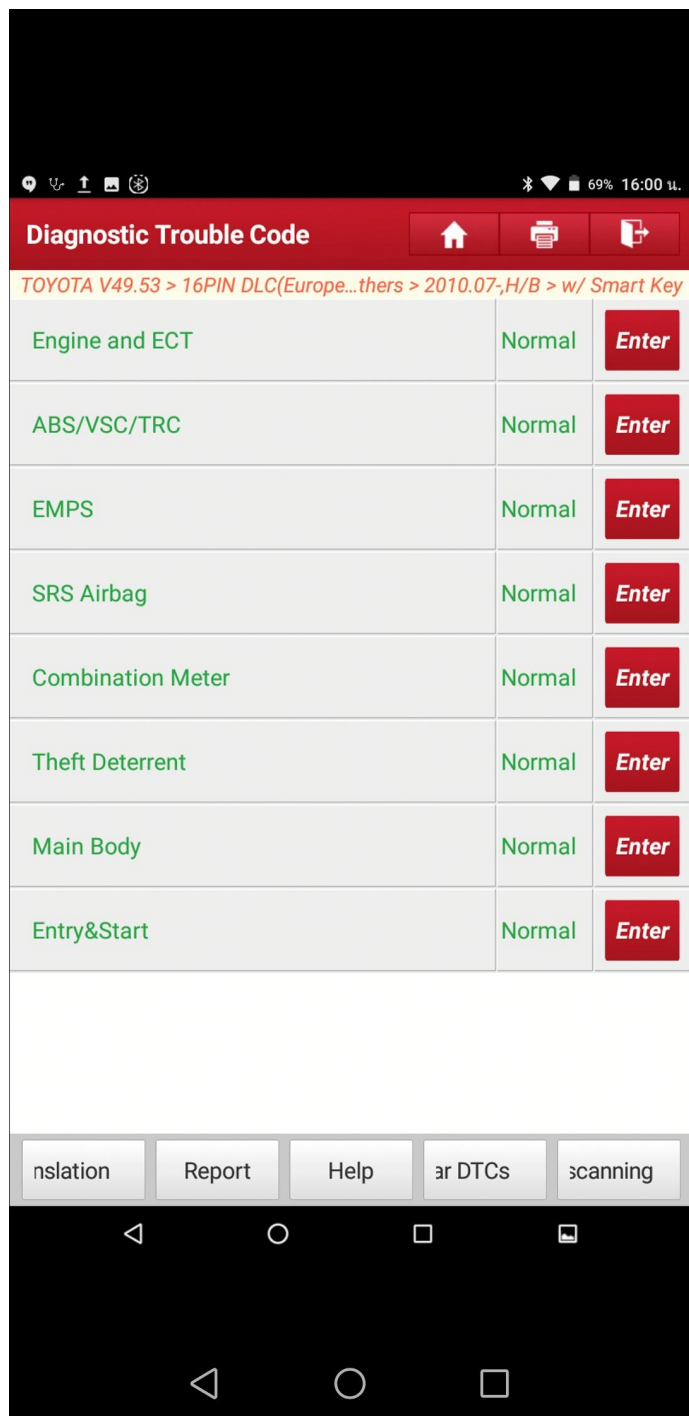 69% 16:00 น.
Diagnostic Trouble Code
TOYOTA V49.53 > 16PIN DLC(Europe...thers > 2010.07-,H/B > w/ Smart Key
Engine and ECT Normal Enter
ABS/VSC/TRC Normal Enter
EMPS Normal Enter
SRS Airbag Normal Enter
Combination Meter Normal Enter
Theft Deterrent Normal Enter
Main Body Normal Enter
Entry&Start Normal Enter
nslation Report Help ar DTCs scanning